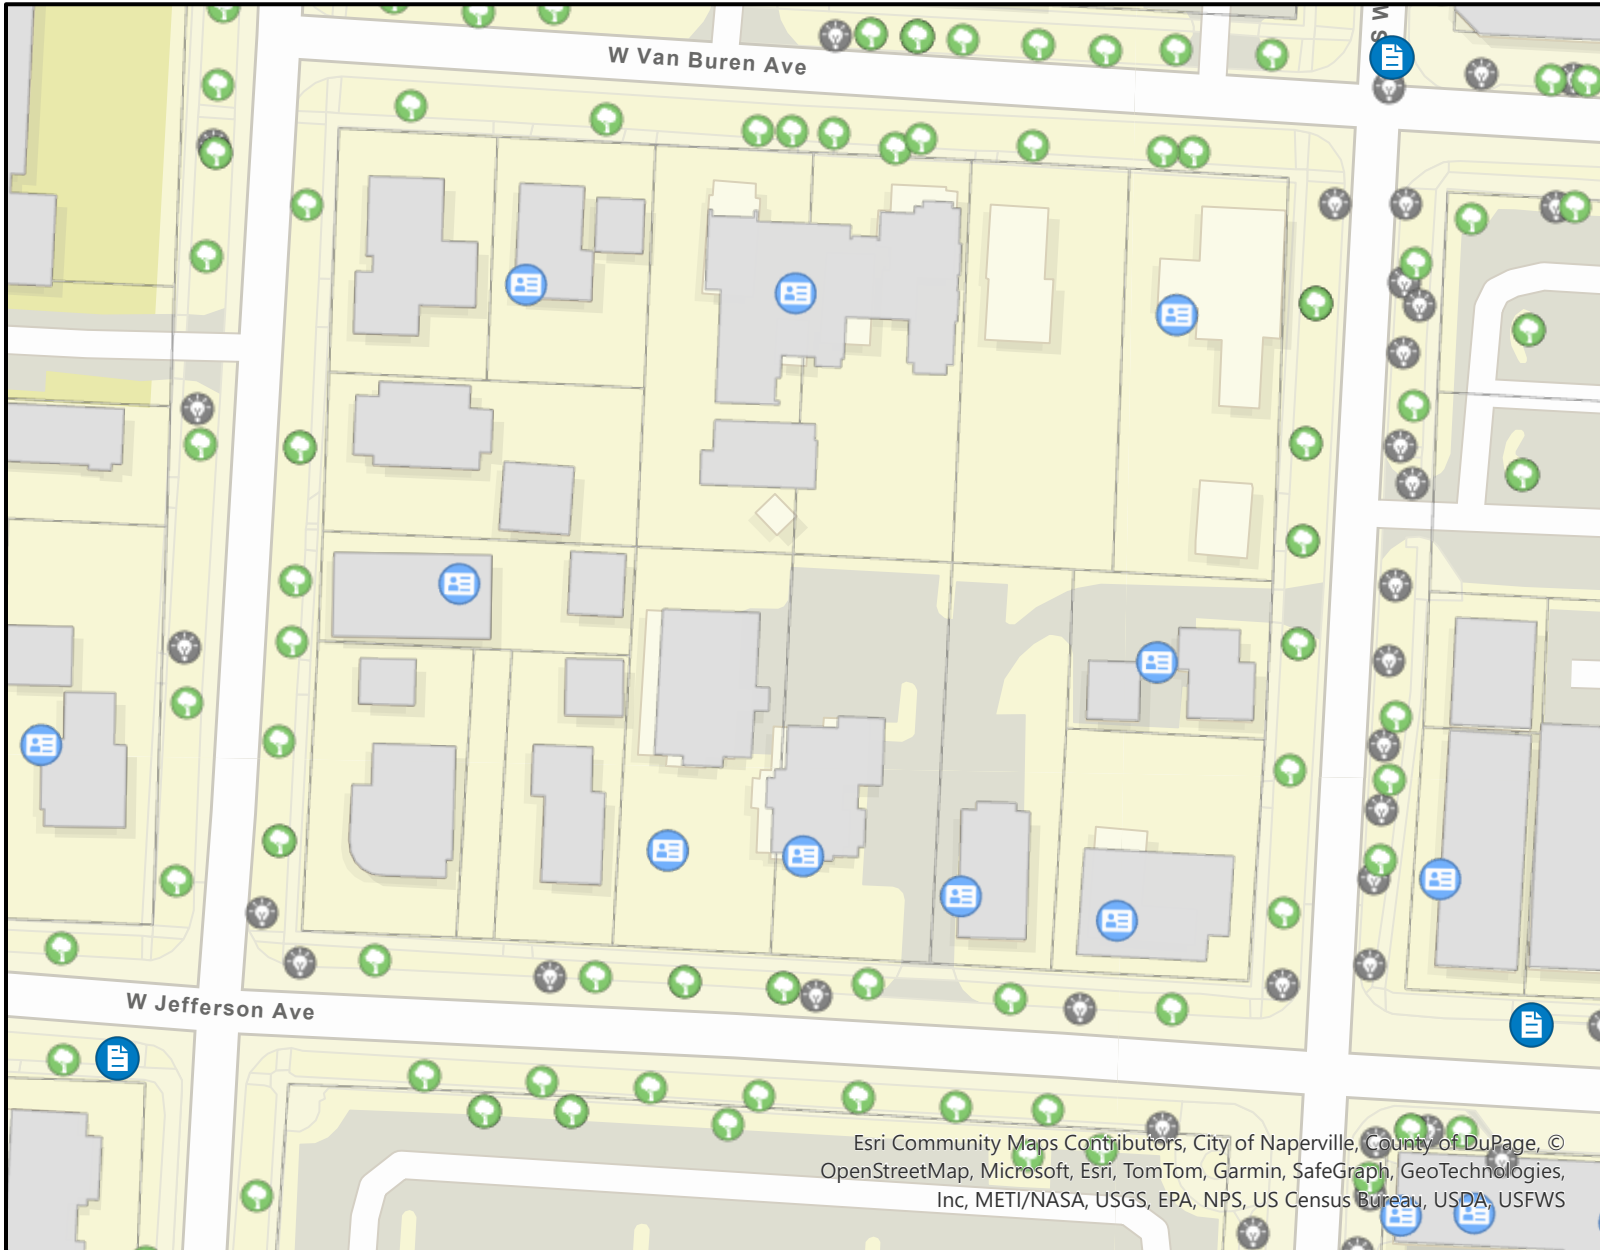 W S
W Van Buren Ave
W Jefferson Ave
Esri Community Maps Contributors, City of Naperville, County of DuPage, ©
OpenStreetMap, Microsoft, Esri, TomTom, Garmin, SafeGraph, GeoTechnologies,
Inc, METI/NASA, USGS, EPA, NPS, US Census Bureau, USDA, USFWS